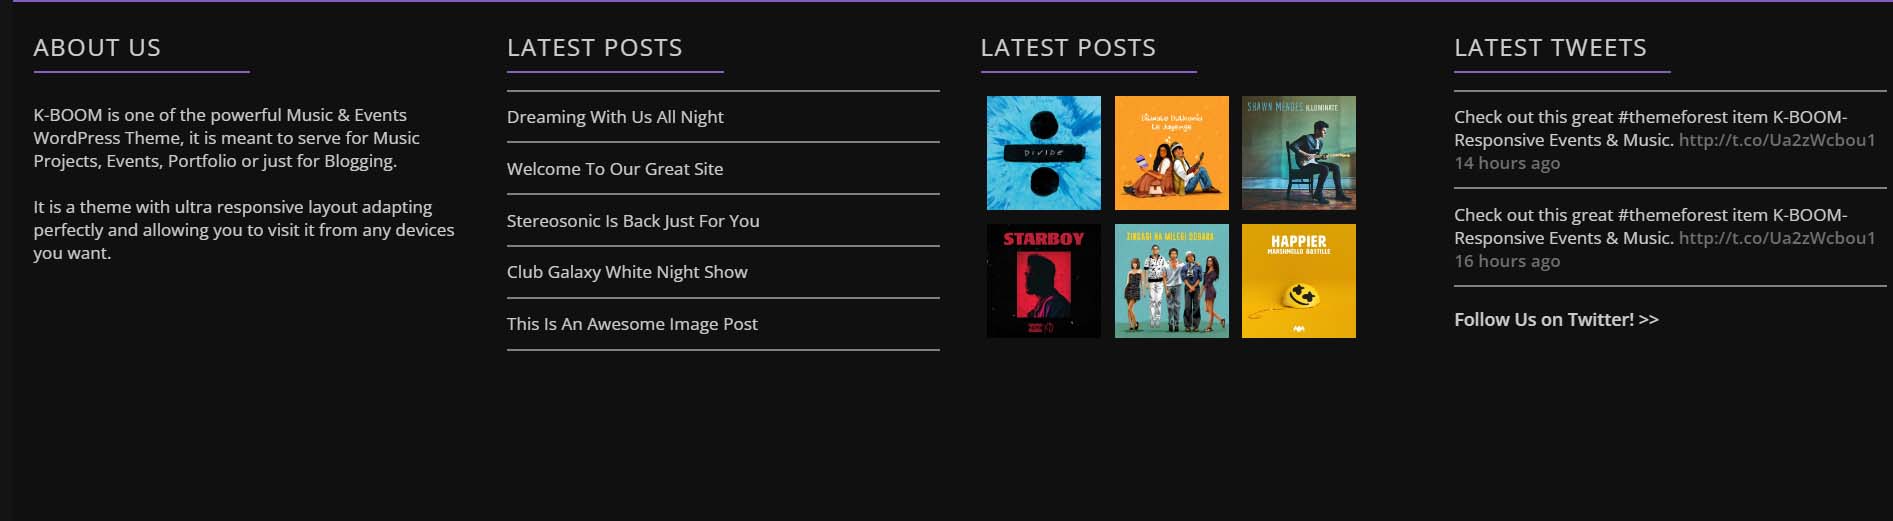 ABOUT US
K-BOOM is one of the powerful Music & Events
WordPress Theme, it is meant to serve for Music
Projects, Events, Portfolio or just for Blogging.
It is a theme with ultra responsive layout adapting
perfectly and allowing you to visit it from any devices
you want.
LATEST POSTS
Dreaming With Us All Night
Welcome To Our Great Site
Stereosonic Is Back Just For You
Club Galaxy White Night Show
This Is An Awesome Image Post
LATEST POSTS
DIVIDE
Dilwale Dulhania
Le Jayenge
SHAWN MENDES ILLUMINATE
STARBOY
ZINDAGI NA MILEGI DOBARA
HAPPIER
MARSHMELLO BASTILLE
LATEST TWEETS
Check out this great #themeforest item K-BOOM-
Responsive Events & Music. http://t.co/Ua2zWcbou1
14 hours ago
Check out this great #themeforest item K-BOOM-
Responsive Events & Music. http://t.co/Ua2zWcbou1
16 hours ago
Follow Us on Twitter! >>